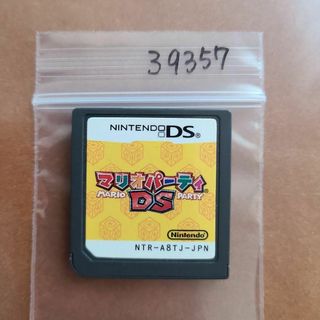 39357
NINTENDO DS
マリオパーティ
MARIO PARTY
DS
Nintendo
NTR-A8TJ-JPN